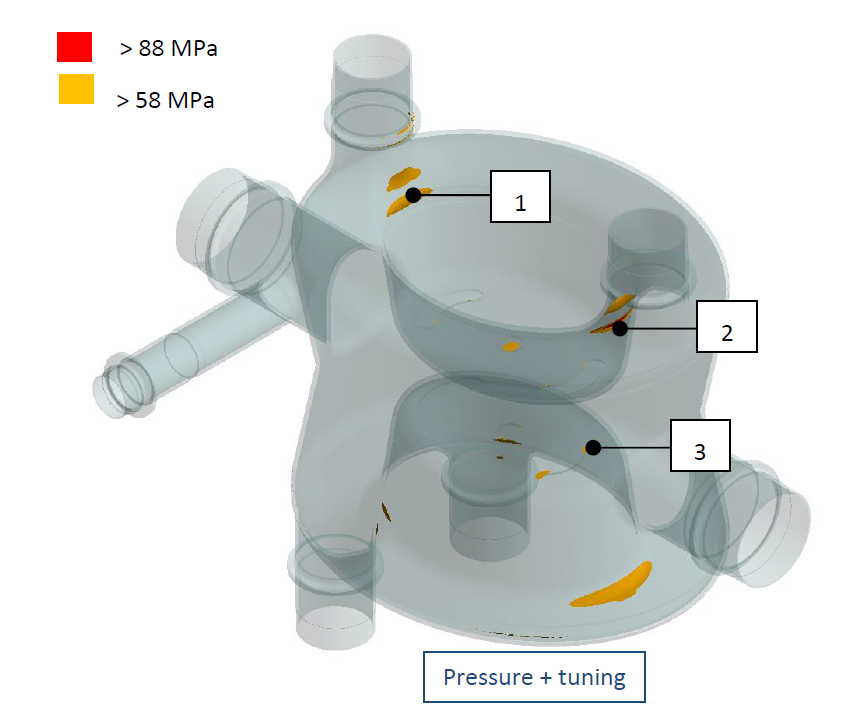 > 88 MPa
> 58 MPa
1
2
3
Pressure + tuning